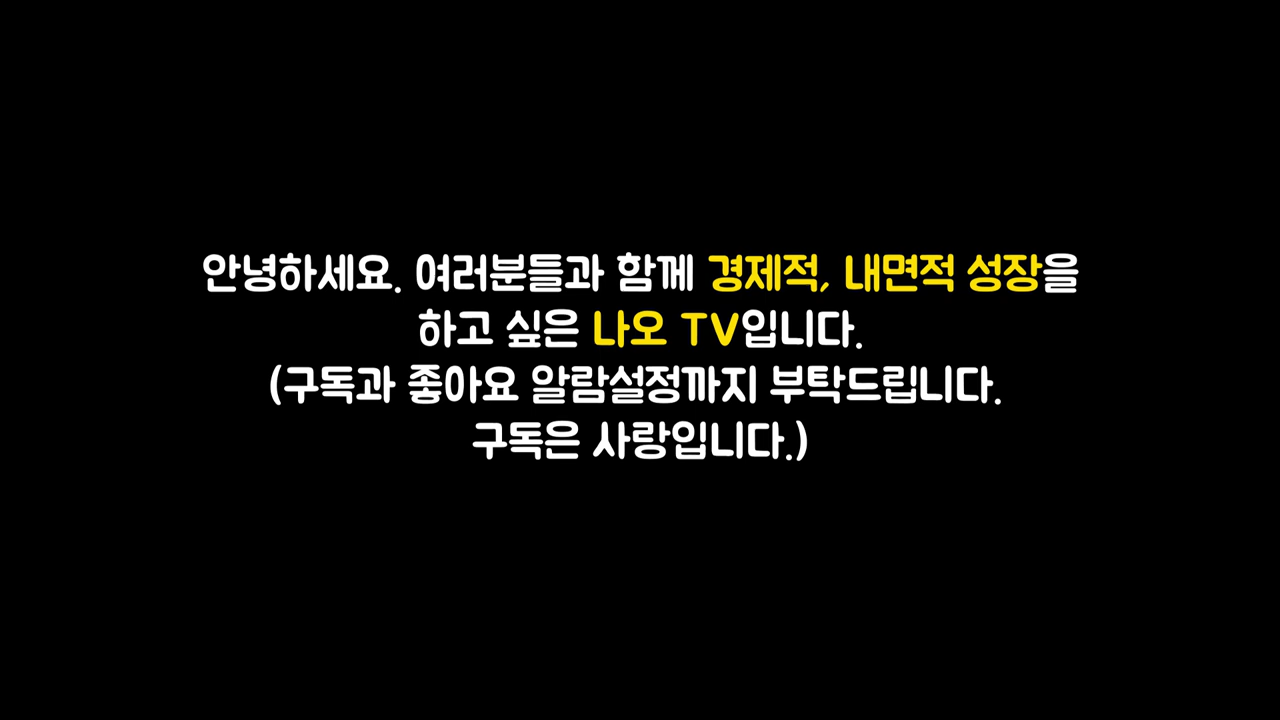 안녕하세요. 여러분들과 함께 경제적, 내면적 성장을
하고 싶은 나오 TV입니다.
(구독과 좋아요 알람설정까지 부탁드립니다.
구독은 사랑입니다.)